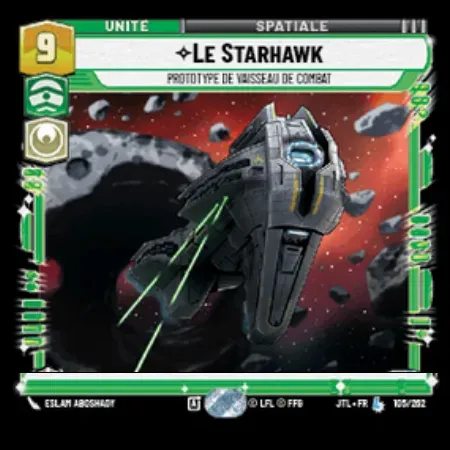 UNITÉ
SPATIALE
9
LE STARHAWK
PROTOTYPE DE VAISSEAU DE COMBAT
ESLAM ABOSHADY
A
© LFL © FFG
JTL • FR
105/262